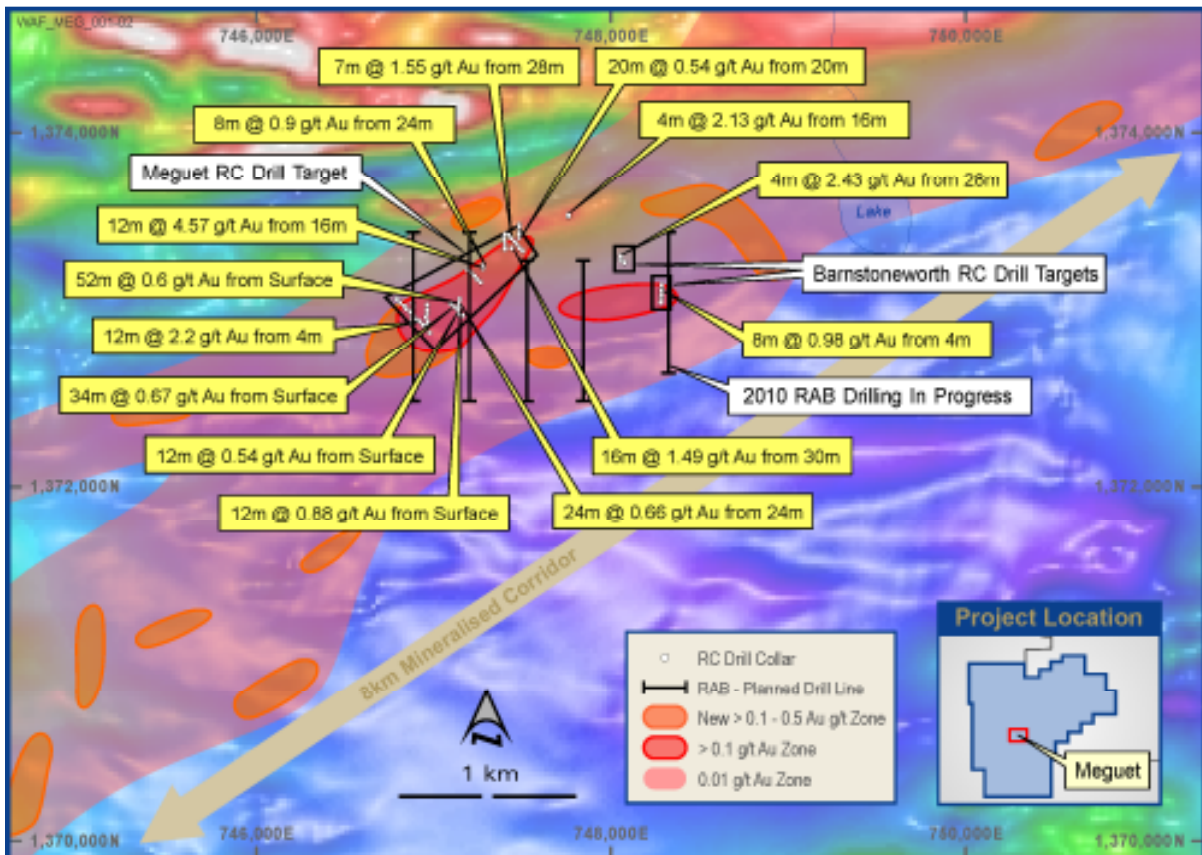 WAF_MEG_001-02
746,000E
748,000E
750,000E
7m @ 1.55 g/t Au from 28m
20m @ 0.54 g/t Au from 20m
8m @ 0.9 g/t Au from 24m
4m @ 2.13 g/t Au from 16m
1,374,000N
1,374,000N
Meguet RC Drill Target
4m @ 2.43 g/t Au from 28m
12m @ 4.57 g/t Au from 16m
Lake
52m @ 0.6 g/t Au from Surface
Barnstoneworth RC Drill Targets
12m @ 2.2 g/t Au from 4m
8m @ 0.98 g/t Au from 4m
34m @ 0.67 g/t Au from Surface
2010 RAB Drilling In Progress
12m @ 0.54 g/t Au from Surface
16m @ 1.49 g/t Au from 30m
1,372,000N
1,372,000N
12m @ 0.88 g/t Au from Surface
24m @ 0.66 g/t Au from 24m
8km Mineralised Corridor
Project Location
RC Drill Collar
RAB - Planned Drill Line
New > 0.1 - 0.5 Au g/t Zone
> 0.1 g/t Au Zone
0.01 g/t Au Zone
Meguet
N
1 km
1,370,000N
746,000E
748,000E
750,000E
1,370,000N